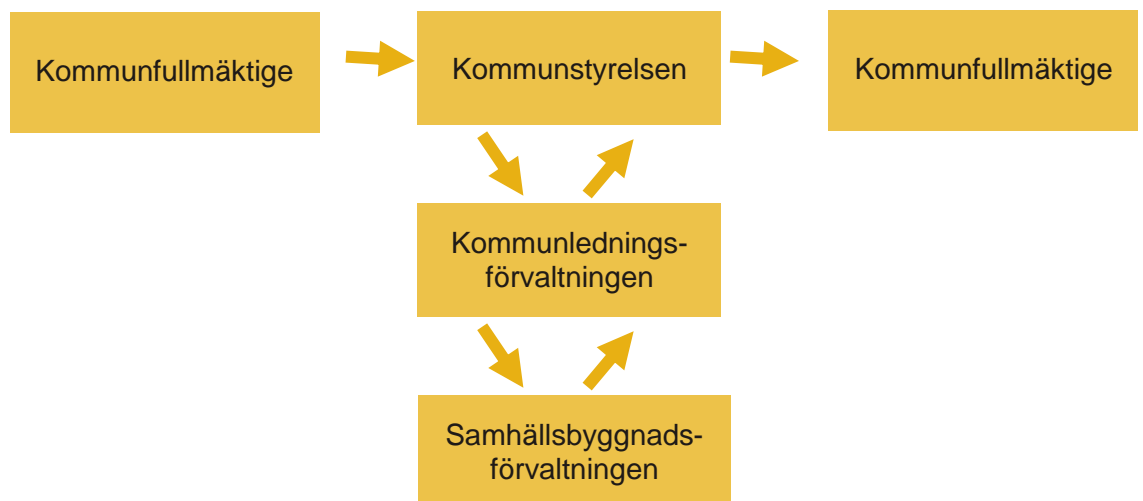 Kommunfullmäktige
Kommunstyrelsen
Kommunfullmäktige
Kommunlednings-
förvaltningen
Samhällsbyggnads-
förvaltningen